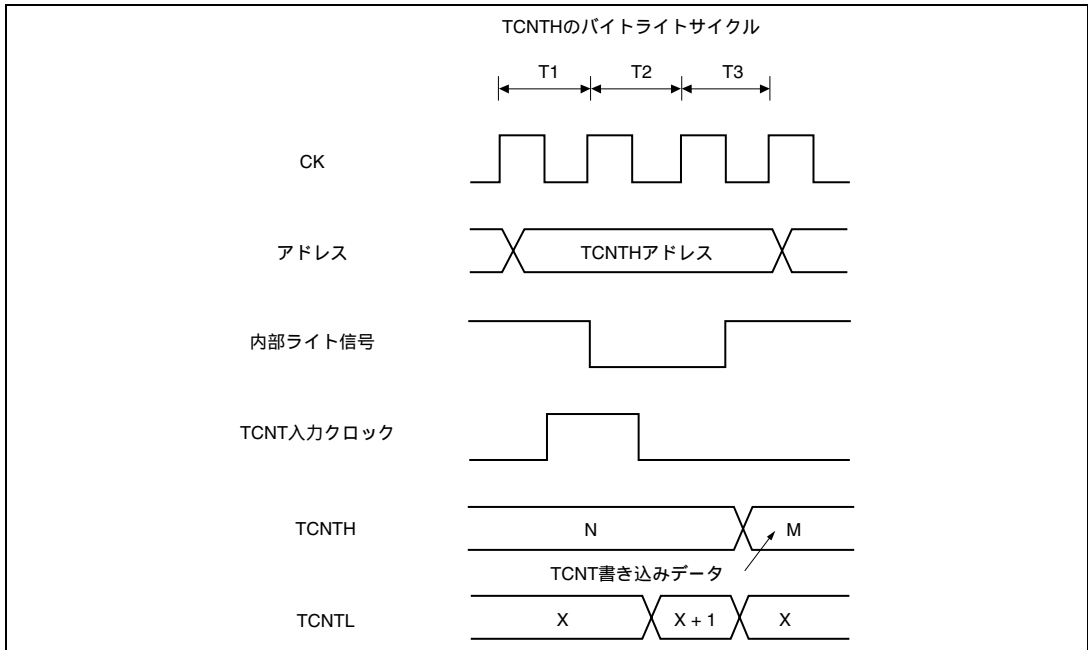 TCNTHのバイトライトサイクル
T1 T2 T3
CK
アドレス TCNTHアドレス
内部ライト信号
TCNT入力クロック
TCNTH N M
TCNT書き込みデータ
TCNTL X X + 1 X